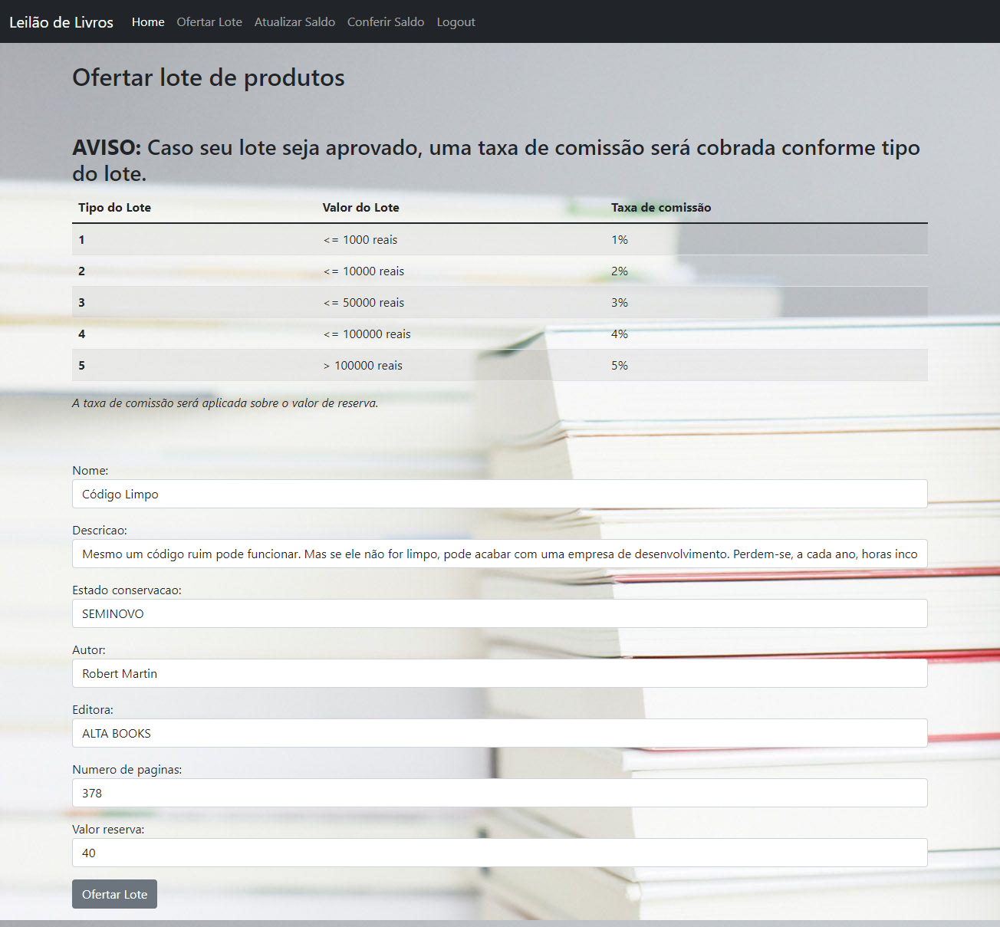 Leilão de Livros Home Ofertar Lote Atualizar Saldo Conferir Saldo Logout
Ofertar lote de produtos
AVISO: Caso seu lote seja aprovado, uma taxa de comissão será cobrada conforme tipo
do lote.
Tipo do Lote Valor do Lote Taxa de comissão
1 <= 1000 reais 1%
2 <= 10000 reais 2%
3 <= 50000 reais 3%
4 <= 100000 reais 4%
5 > 100000 reais 5%
A taxa de comissão será aplicada sobre o valor de reserva.
Nome:
Código Limpo
Descricao:
Mesmo um código ruim pode funcionar. Mas se ele não for limpo, pode acabar com uma empresa de desenvolvimento. Perdem-se, a cada ano, horas inco
Estado conservacao:
SEMINOVO
Autor:
Robert Martin
Editora:
ALTA BOOKS
Numero de paginas:
378
Valor reserva:
40
Ofertar Lote